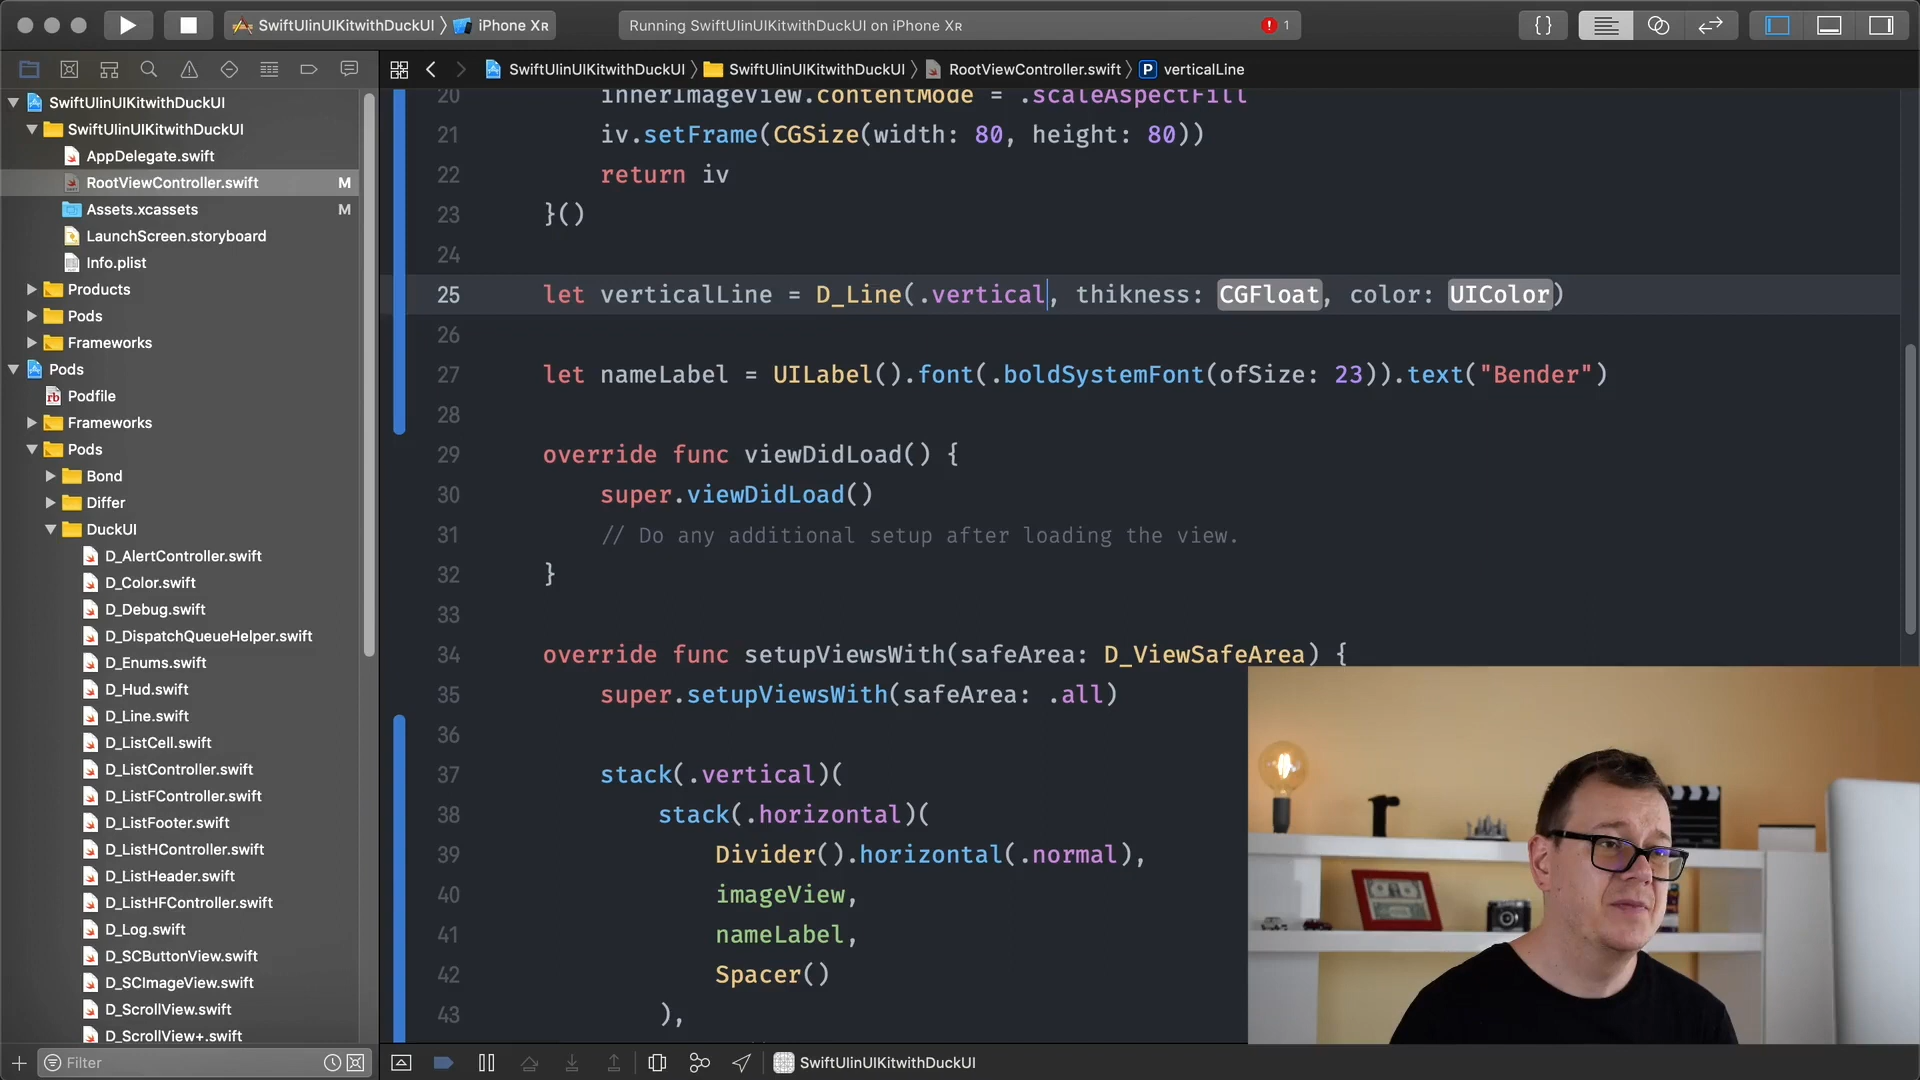 SwiftUIinUIKitwithDuckUI
iPhone XR
Running SwiftUIinUIKitwithDuckUI on iPhone XR
1
{}
SwiftUIinUIKitwithDuckUI
SwiftUIinUIKitwithDuckUI
RootViewController.swift
P
verticalLine
SwiftUIinUIKitwithDuckUI
SwiftUIinUIKitwithDuckUI
AppDelegate.swift
RootViewController.swift M
Assets.xcassets M
LaunchScreen.storyboard
Info.plist
Products
Pods
Frameworks
Pods
rb Podfile
Frameworks
Pods
Bond
Differ
DuckUI
D_AlertController.swift
D_Color.swift
D_Debug.swift
D_DispatchQueueHelper.swift
D_Enums.swift
D_Hud.swift
D_Line.swift
D_ListCell.swift
D_ListController.swift
D_ListFController.swift
D_ListFooter.swift
D_ListHController.swift
D_ListHeader.swift
D_ListHFController.swift
D_Log.swift
D_SCButtonView.swift
D_SCImageView.swift
D_ScrollView.swift
D_ScrollView+.swift
Filter
20 innerImageView.contentMode = .scaleAspectFill
21 iv.setFrame(CGSize(width: 80, height: 80))
22 return iv
23 }()
24
25 let verticalLine = D_Line(.vertical, thikness: CGFloat, color: UIColor)
26
27 let nameLabel = UILabel().font(.boldSystemFont(ofSize: 23)).text("Bender")
28
29 override func viewDidLoad() {
30 super.viewDidLoad()
31 // Do any additional setup after loading the view.
32 }
33
34 override func setupViewsWith(safeArea: D_ViewSafeArea) {
35 super.setupViewsWith(safeArea: .all)
36
37 stack(.vertical)(
38 stack(.horizontal)(
39 Divider().horizontal(.normal),
40 imageView,
41 nameLabel,
42 Spacer()
43 ),
SwiftUIinUIKitwithDuckUI